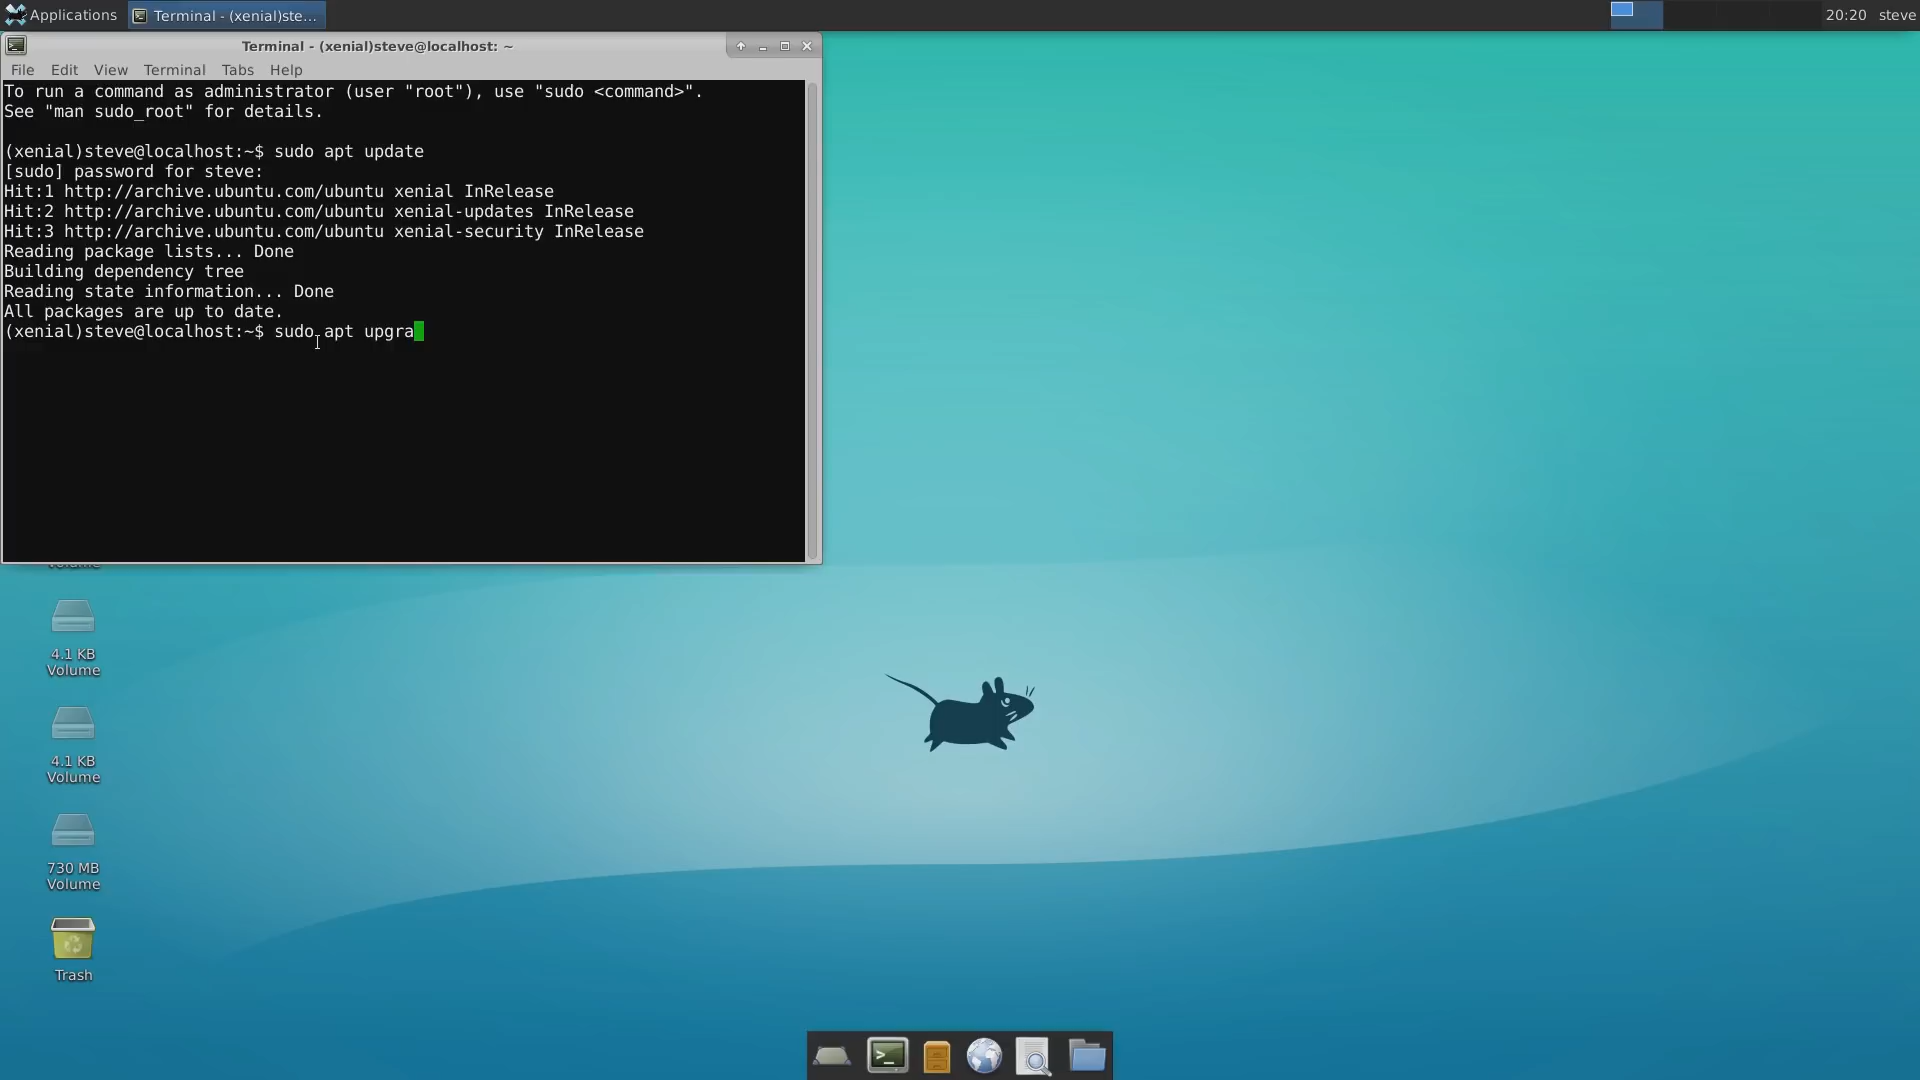 Applications
Terminal - (xenial)ste...
20:20
steve
Terminal - (xenial)steve@localhost: ~
File Edit View Terminal Tabs Help
To run a command as administrator (user "root"), use "sudo <command>".
See "man sudo_root" for details.
(xenial)steve@localhost:~$ sudo apt update
[sudo] password for steve:
Hit:1 http://archive.ubuntu.com/ubuntu xenial InRelease
Hit:2 http://archive.ubuntu.com/ubuntu xenial-updates InRelease
Hit:3 http://archive.ubuntu.com/ubuntu xenial-security InRelease
Reading package lists... Done
Building dependency tree
Reading state information... Done
All packages are up to date.
(xenial)steve@localhost:~$ sudo apt upgra
4.1 KB
Volume
4.1 KB
Volume
730 MB
Volume
Trash